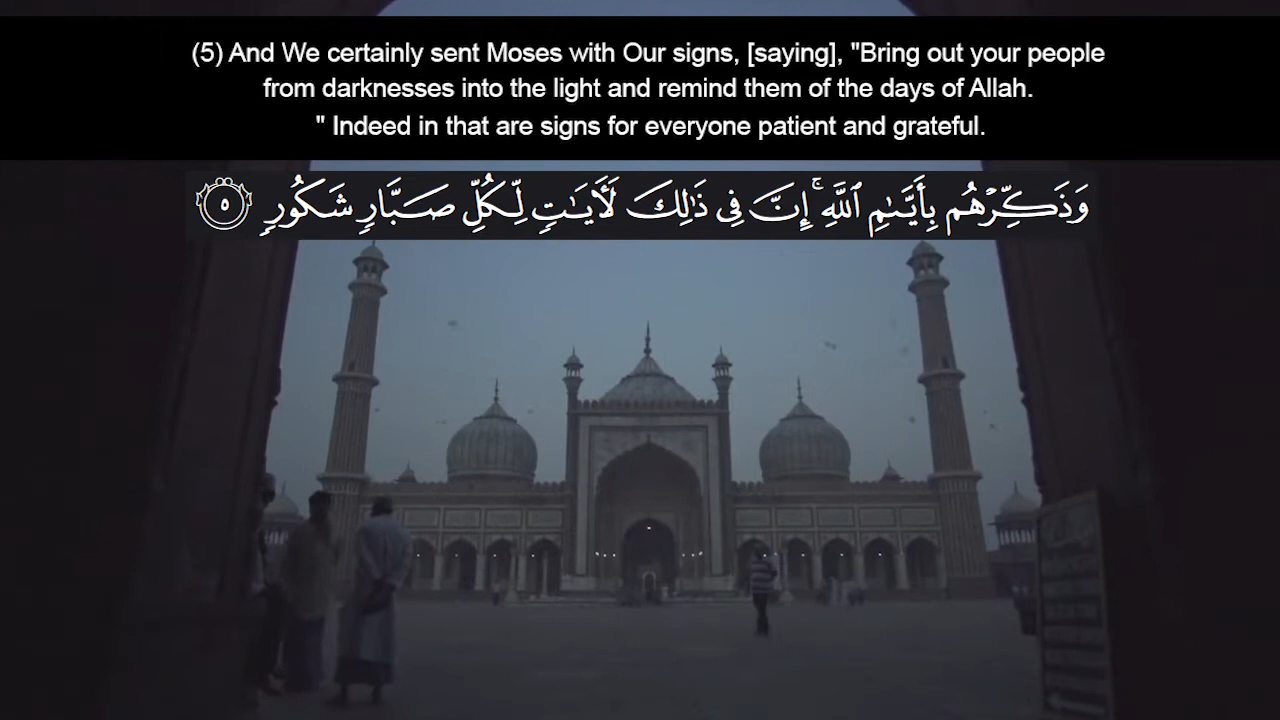 (5) And We certainly sent Moses with Our signs, [saying], "Bring out your people
from darknesses into the light and remind them of the days of Allah.
" Indeed in that are signs for everyone patient and grateful.
وَذَكِّرْهُم بِأَيَّىٰمِ ٱللَّهِ ۚ إِنَّ فِى ذَٰلِكَ لَأَيَـٰتٍ لِّكُلِّ صَبَّارٍ شَكُورٍ ٥